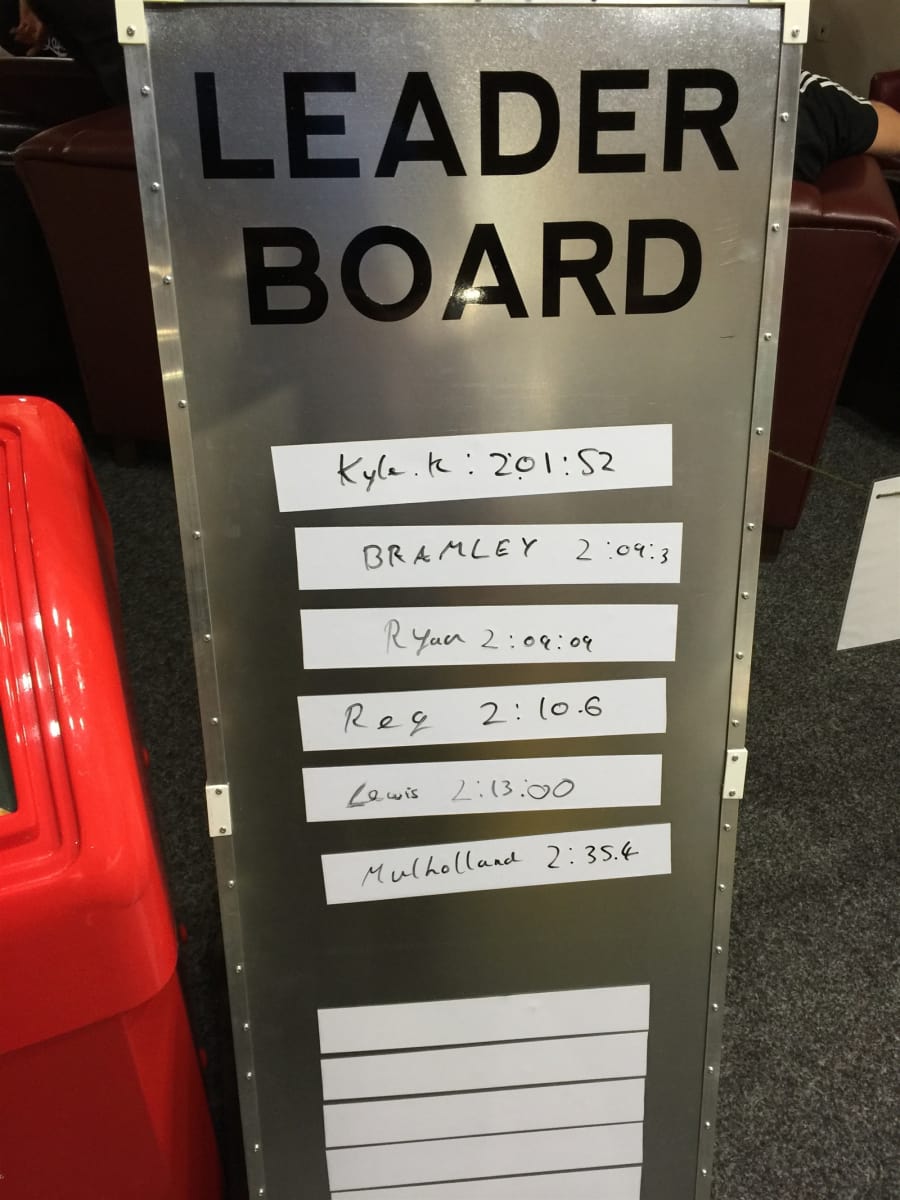 LEADER
BOARD
Kyle.K: 2:01:52
BRAMLEY 2:09:3
Ryan 2:09:09
Reg 2:10.6
Lewis 2:13:00
Mulholland 2:35.4